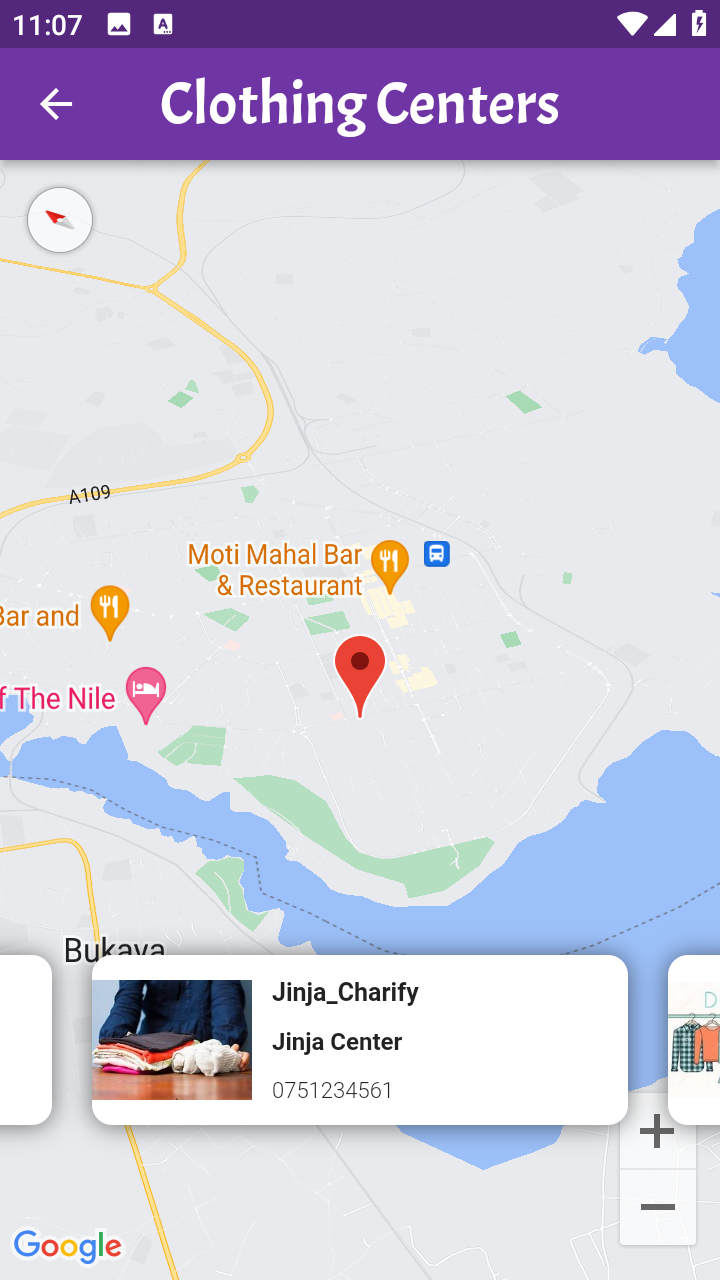 11:07
Clothing Centers
A109
Moti Mahal Bar
& Restaurant
Bar and
f The Nile
Bukaya
Jinja_Charify
Jinja Center
0751234561
D
Google